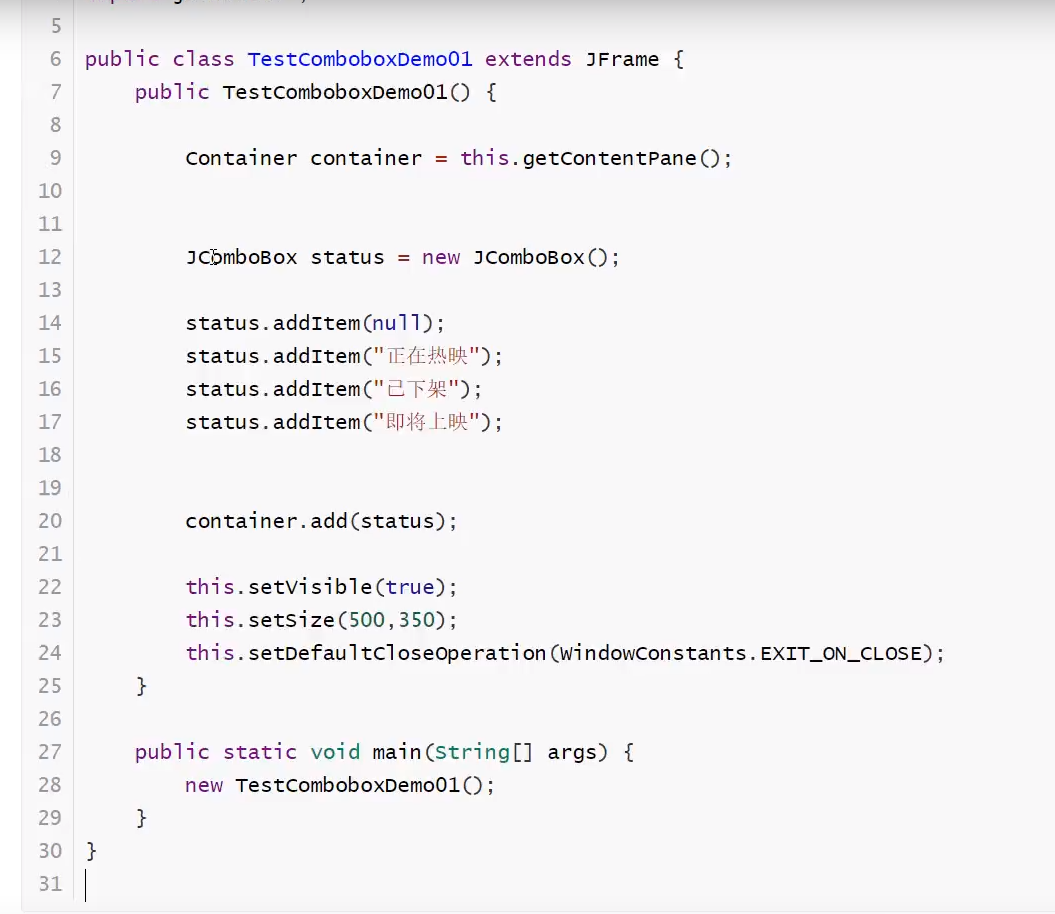 5
6 public class TestComboboxDemo01 extends JFrame {
7 public TestComboboxDemo01() {
8
9 Container container = this.getContentPane();
10
11
12 JComboBox status = new JComboBox();
13
14 status.addItem(null);
15 status.addItem("正在热映");
16 status.addItem("已下架");
17 status.addItem("即将上映");
18
19
20 container.add(status);
21
22 this.setVisible(true);
23 this.setSize(500,350);
24 this.setDefaultCloseOperation(WindowConstants.EXIT_ON_CLOSE);
25 }
26
27 public static void main(String[] args) {
28 new TestComboboxDemo01();
29 }
30 }
31